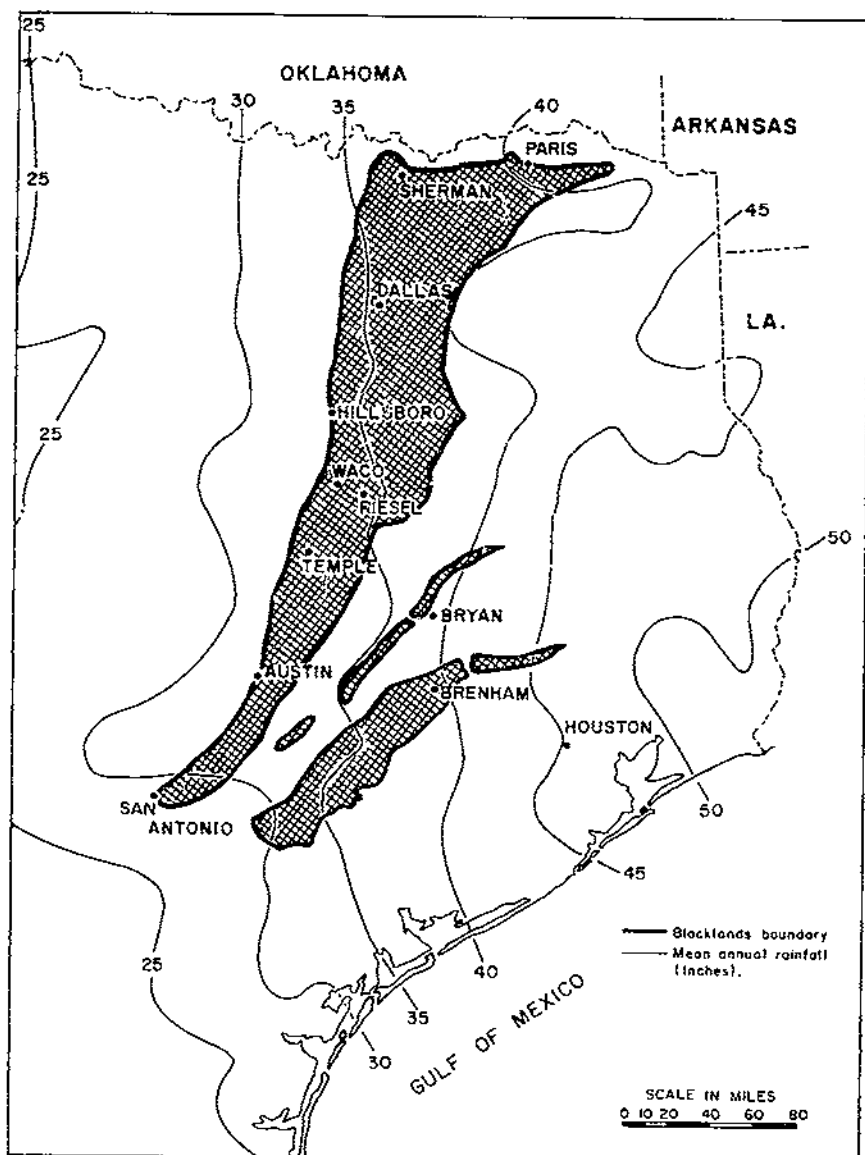 25
OKLAHOMA
30
35
40
ARKANSAS
PARIS
SHERMAN
25
45
DALLAS
LA.
HILLSBORO
25
WACO
RIESEL
50
TEMPLE
BRYAN
AUSTIN
BRENHAM
HOUSTON
SAN
ANTONIO
50
45
25
40
35
30
GULF OF MEXICO
Blacklands boundary
Mean annual rainfall
(Inches).
SCALE IN MILES
0 10 20 40 60 80